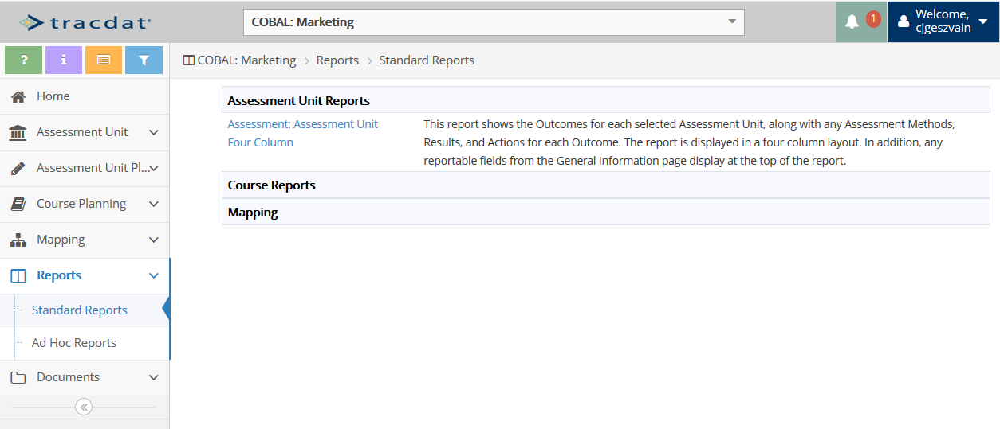 tracdat
COBAL: Marketing
1
Welcome,
cjgeszvain
?
i
COBAL: Marketing > Reports > Standard Reports
Home
Assessment Unit
Assessment Unit Pl...
Course Planning
Mapping
Reports
Standard Reports
Ad Hoc Reports
Documents
Assessment Unit Reports
Assessment: Assessment Unit
Four Column
This report shows the Outcomes for each selected Assessment Unit, along with any Assessment Methods,
Results, and Actions for each Outcome. The report is displayed in a four column layout. In addition, any
reportable fields from the General Information page display at the top of the report.
Course Reports
Mapping